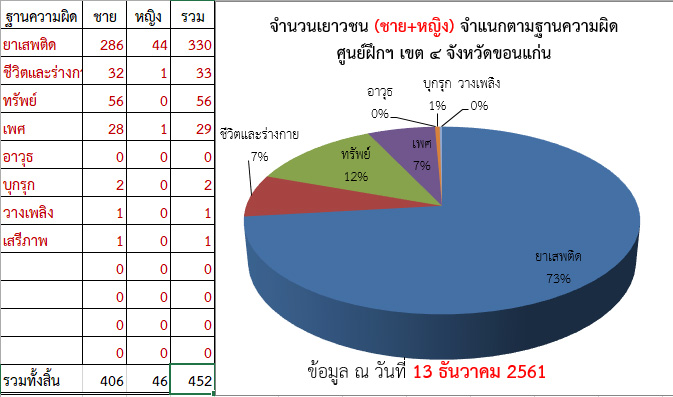 ฐานความผิด ชาย หญิง รวม
ยาเสพติด 286 44 330
ชีวิตและร่างกา 32 1 33
ทรัพย์ 56 0 56
เพศ 28 1 29
อาวุธ 0 0 0
บุกรุก 2 0 2
วางเพลิง 1 0 1
เสรีภาพ 1 0 1
0 0
0 0
0 0
0 0
รวมทั้งสิ้น 406 46 452
จำนวนเยาวชน (ชาย+หญิง) จำแนกตามฐานความผิด
ศูนย์ฝึกฯ เขต ๔ จังหวัดขอนแก่น
อาวุธ
0%
บุกรุก
1%
วางเพลิง
0%
ชีวิตและร่างกาย
7%
ทรัพย์
12%
เพศ
7%
ยาเสพติด
73%
ข้อมูล ณ วันที่ 13 ธันวาคม 2561